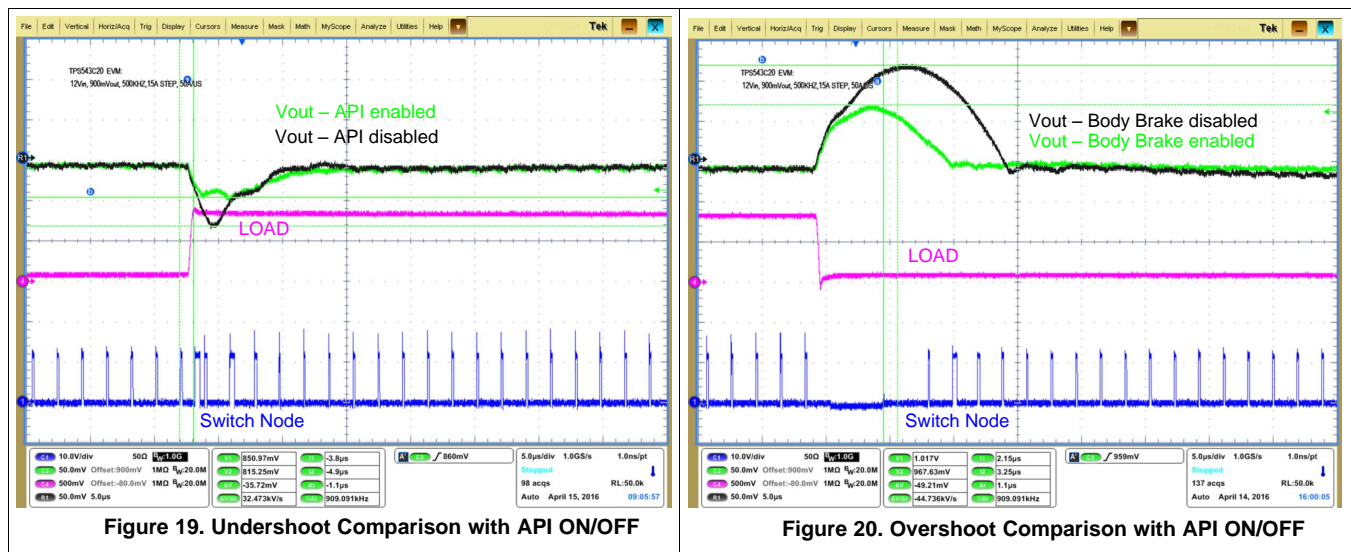 File Edit Vertical Horiz/Acq Trig Display Cursors Measure Mask Math MyScope Analyze Utilities Help Tek X
TPS543C20 EVM:
12Vin, 900mVout, 500KHZ,15A STEP, 50A/US
Vout – API enabled
Vout – API disabled
R1
a
b
LOAD
4
1
Switch Node
C1 10.0V/div 50Ω BW:1.0G
C3 50.0mV Offset:900mV 1MΩ BW:20.0M
C4 500mV Offset:-80.0mV 1MΩ BW:20.0M
R1 50.0mV 5.0µs
V1 850.97mV
V2 815.25mV
ΔV -35.72mV
ΔV/Δt 32.473kV/s
t1 -3.8µs
t2 -4.9µs
Δt -1.1µs
1/Δt 909.091kHz
A' C3 860mV
5.0µs/div 1.0GS/s 1.0ns/pt
Stopped
98 acqs RL:50.0k
Auto April 15, 2016 09:05:57
Figure 19. Undershoot Comparison with API ON/OFF
File Edit Vertical Horiz/Acq Trig Display Cursors Measure Mask Math MyScope Analyze Utilities Help Tek X
b
TPS543C20 EVM:
12Vin, 900mVout, 500KHZ,15A STEP, 50A/US
a
Vout – Body Brake disabled
Vout – Body Brake enabled
R1
LOAD
4
1
Switch Node
C1 10.0V/div 50Ω BW:1.0G
C3 50.0mV Offset:900mV 1MΩ BW:20.0M
C4 500mV Offset:-80.0mV 1MΩ BW:20.0M
R1 50.0mV 5.0µs
V1 1.017V
V2 967.63mV
ΔV -49.21mV
ΔV/Δt -44.736kV/s
t1 2.15µs
t2 3.25µs
Δt 1.1µs
1/Δt 909.091kHz
A' C3 959mV
5.0µs/div 1.0GS/s 1.0ns/pt
Stopped
137 acqs RL:50.0k
Auto April 14, 2016 16:00:05
Figure 20. Overshoot Comparison with API ON/OFF